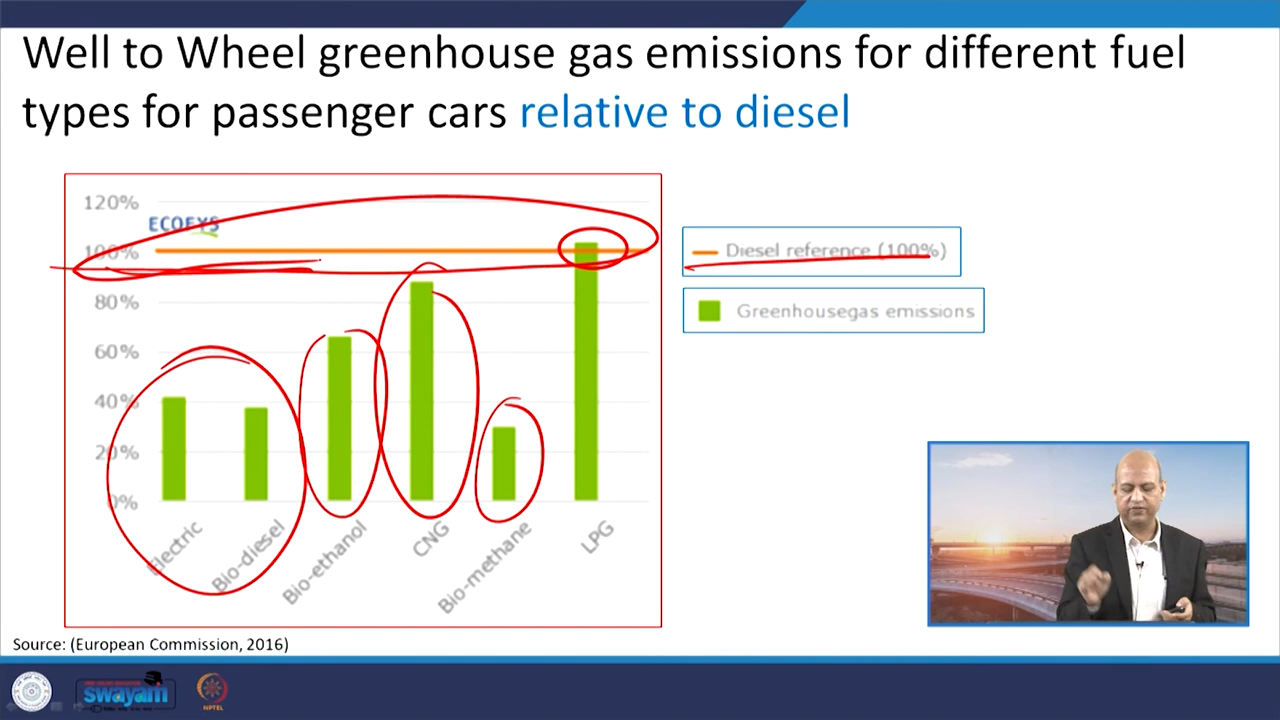 Well to Wheel greenhouse gas emissions for different fuel
types for passenger cars relative to diesel
120%
ECOFYS
100%
80%
60%
40%
20%
0%
Electric
Bio-diesel
Bio-ethanol
CNG
Bio-methane
LPG
Diesel reference (100%)
Greenhousegas emissions
Source: (European Commission, 2016)
swayam
NPTEL